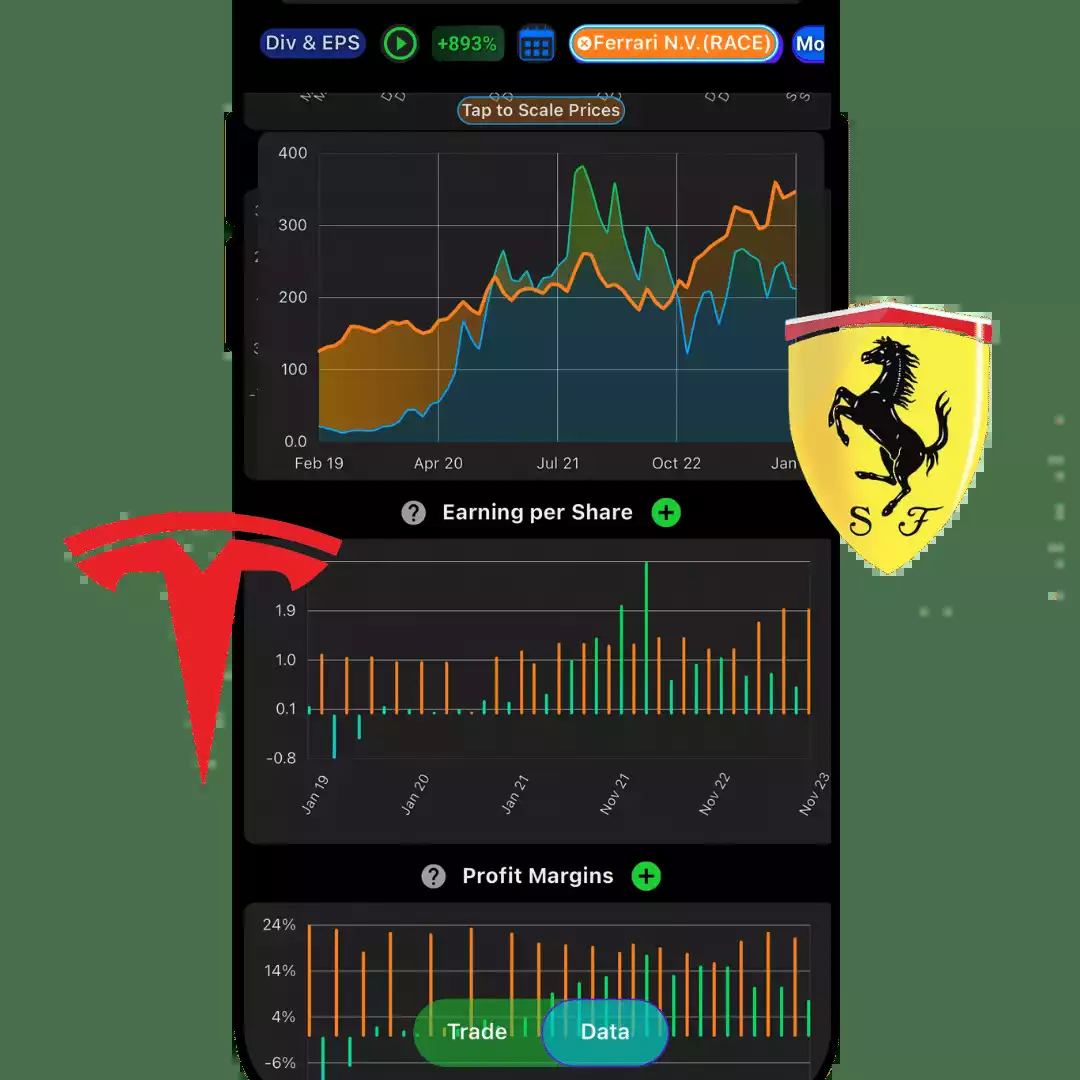 Div & EPS
+893%
Ferrari N.V.(RACE)
Mo
Tap to Scale Prices
400
300
200
100
0.0
Feb 19
Apr 20
Jul 21
Oct 22
Jan
S F
? Earning per Share +
1.9
1.0
0.1
-0.8
Jan 19
Jan 20
Jan 21
Nov 21
Nov 22
Nov 23
? Profit Margins +
24%
14%
4%
-6%
Trade
Data